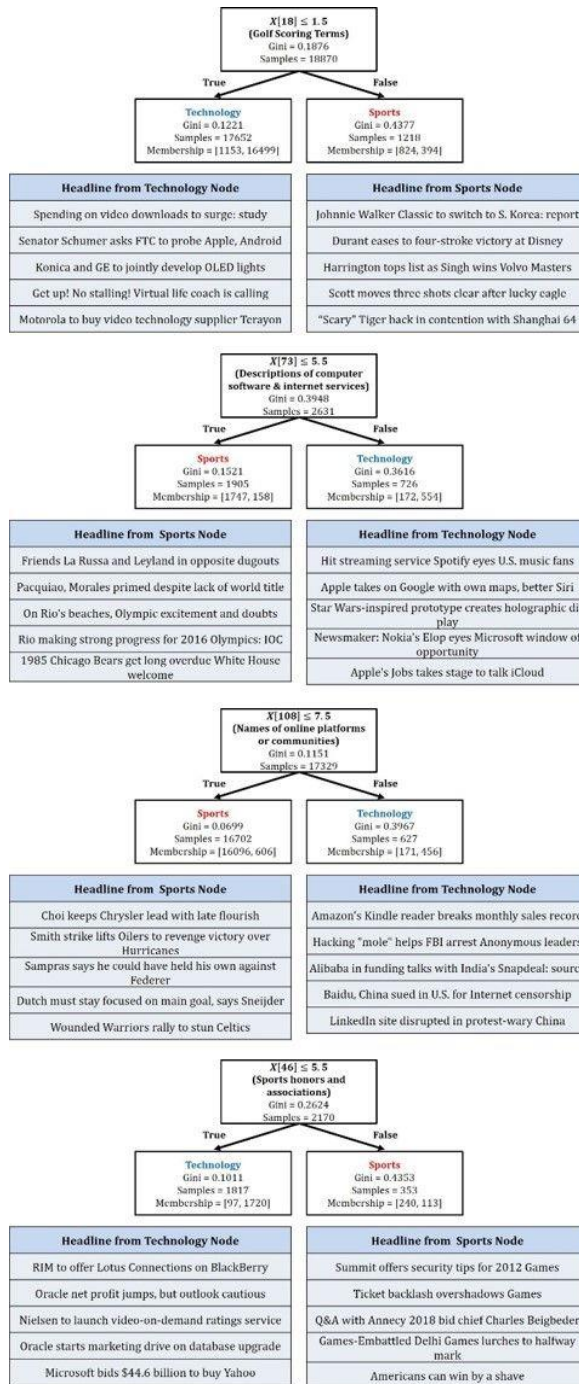 X[18] ≤ 1.5
(Golf Scoring Terms)
Gini = 0.1876
Samples = 18870
True
False
Technology
Gini = 0.1221
Samples = 17652
Membership = [1153, 16499]
Sports
Gini = 0.4377
Samples = 1218
Membership = [824, 394]
Headline from Technology Node
Spending on video downloads to surge: study
Senator Schumer asks FTC to probe Apple, Android
Konica and GE to jointly develop OLED lights
Get up! No stalling! Virtual life coach is calling
Motorola to buy video technology supplier Terayon
Headline from Sports Node
Johnnie Walker Classic to switch to S. Korea: report
Durant eases to four-stroke victory at Disney
Harrington tops list as Singh wins Volvo Masters
Scott moves three shots clear after lucky eagle
"Scary" Tiger back in contention with Shanghai 64
X[73] ≤ 5.5
(Descriptions of computer
software & internet services)
Gini = 0.3948
Samples = 2631
True
False
Sports
Gini = 0.1521
Samples = 1905
Membership = [1747, 158]
Technology
Gini = 0.3616
Samples = 726
Membership = [172, 554]
Headline from Sports Node
Friends La Russa and Leyland in opposite dugouts
Pacquiao, Morales primed despite lack of world title
On Rio's beaches, Olympic excitement and doubts
Rio making strong progress for 2016 Olympics: IOC
1985 Chicago Bears get long overdue White House
welcome
Headline from Technology Node
Hit streaming service Spotify eyes U.S. music fans
Apple takes on Google with own maps, better Siri
Star Wars-inspired prototype creates holographic di
play
Newsmaker: Nokia's Elop eyes Microsoft window of
opportunity
Apple's Jobs takes stage to talk iCloud
X[108] ≤ 7.5
(Names of online platforms
or communities)
Gini = 0.1151
Samples = 17329
True
False
Sports
Gini = 0.0699
Samples = 16702
Membership = [16096, 606]
Technology
Gini = 0.3967
Samples = 627
Membership = [171, 456]
Headline from Sports Node
Choi keeps Chrysler lead with late flourish
Smith strike lifts Oilers to revenge victory over
Hurricanes
Sampras says he could have held his own against
Federer
Dutch must stay focused on main goal, says Sneijder
Wounded Warriors rally to stun Celtics
Headline from Technology Node
Amazon's Kindle reader breaks monthly sales record
Hacking "mole" helps FBI arrest Anonymous leaders
Alibaba in funding talks with India's Snapdeal: sourc
Baidu, China sued in U.S. for Internet censorship
LinkedIn site disrupted in protest-wary China
X[46] ≤ 5.5
(Sports honors and
associations)
Gini = 0.2624
Samples = 2170
True
False
Technology
Gini = 0.1011
Samples = 1817
Membership = [97, 1720]
Sports
Gini = 0.4353
Samples = 353
Membership = [240, 113]
Headline from Technology Node
RIM to offer Lotus Connections on BlackBerry
Oracle net profit jumps, but outlook cautious
Nielsen to launch video-on-demand ratings service
Oracle starts marketing drive on database upgrade
Microsoft bids $44.6 billion to buy Yahoo
Headline from Sports Node
Summit offers security tips for 2012 Games
Ticket backlash overshadows Games
Q&A with Annecy 2018 bid chief Charles Beigbeder
Games-Embattled Delhi Games lurches to halfway
mark
Americans can win by a shave